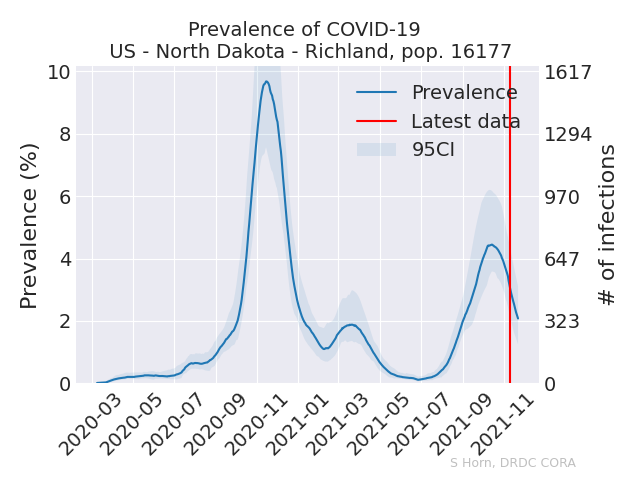 Prevalence of COVID-19
US - North Dakota - Richland, pop. 16177
Prevalence
Latest data
95CI
Prevalence (%)
10
8
6
4
2
0
1617
1294
970
647
323
0
# of infections
2020-03
2020-05
2020-07
2020-09
2020-11
2021-01
2021-03
2021-05
2021-07
2021-09
2021-11
S Horn, DRDC CORA